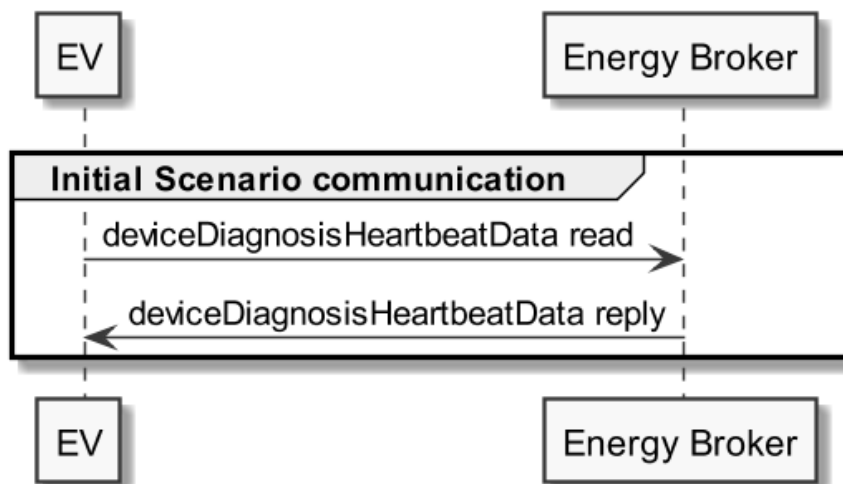 EV
Energy Broker
Initial Scenario communication
deviceDiagnosisHeartbeatData read
deviceDiagnosisHeartbeatData reply
EV
Energy Broker